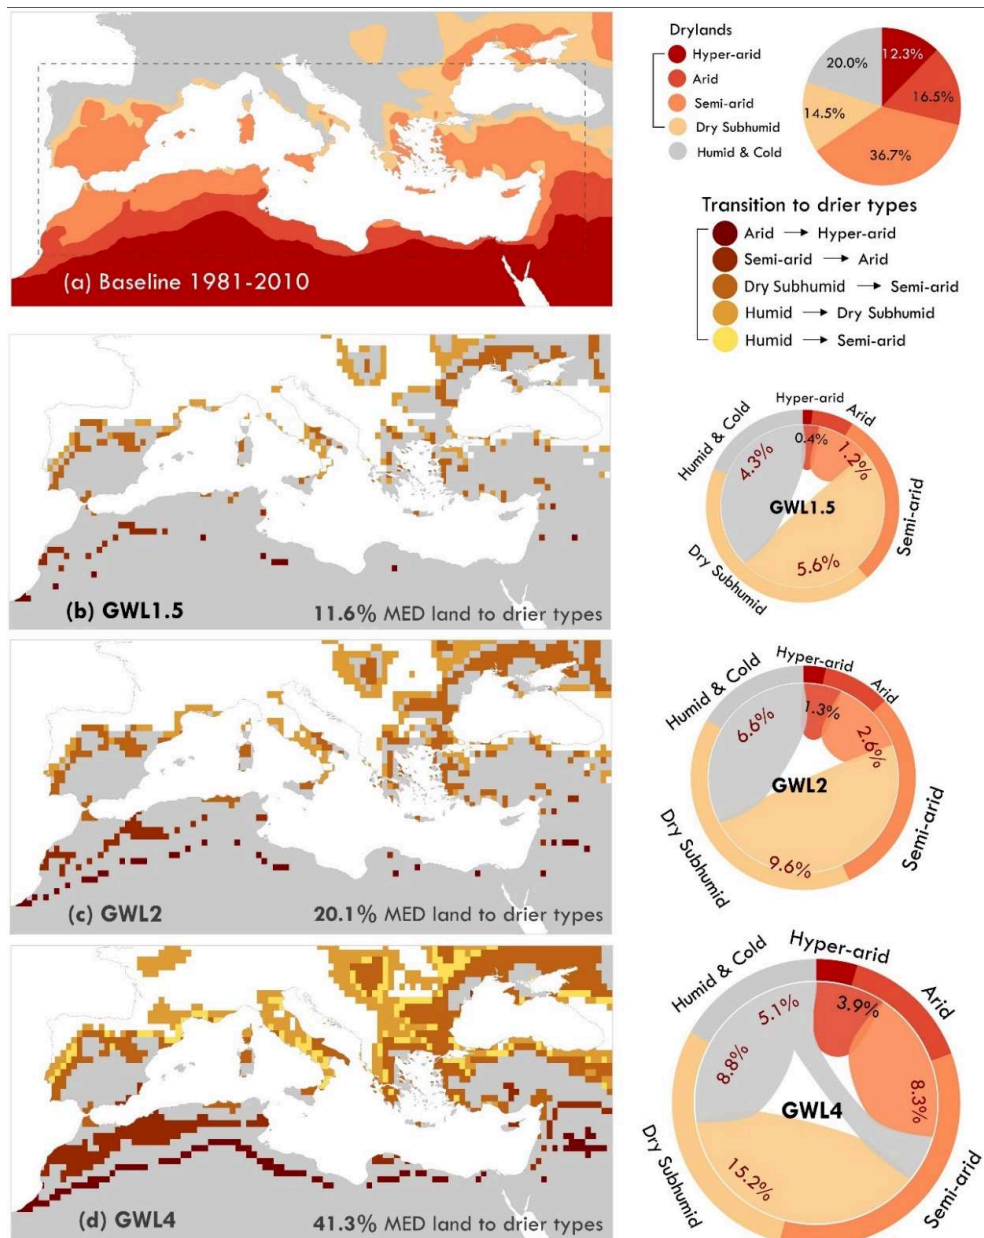 Drylands
Hyper-arid
Arid
Semi-arid
Dry Subhumid
Humid & Cold
20.0%
12.3%
16.5%
14.5%
36.7%
(a) Baseline 1981-2010
Transition to drier types
Arid → Hyper-arid
Semi-arid → Arid
Dry Subhumid → Semi-arid
Humid → Dry Subhumid
Humid → Semi-arid
(b) GWL1.5
11.6% MED land to drier types
Humid & Cold
Hyper-arid
Arid
Semi-arid
Dry Subhumid
4.3%
0.4%
1.2%
GWL1.5
5.6%
(c) GWL2
20.1% MED land to drier types
Humid & Cold
Hyper-arid
Arid
Semi-arid
Dry Subhumid
6.6%
1.3%
2.6%
GWL2
9.6%
(d) GWL4
41.3% MED land to drier types
Humid & Cold
Hyper-arid
Arid
Semi-arid
Dry Subhumid
5.1%
3.9%
8.8%
8.3%
GWL4
15.2%